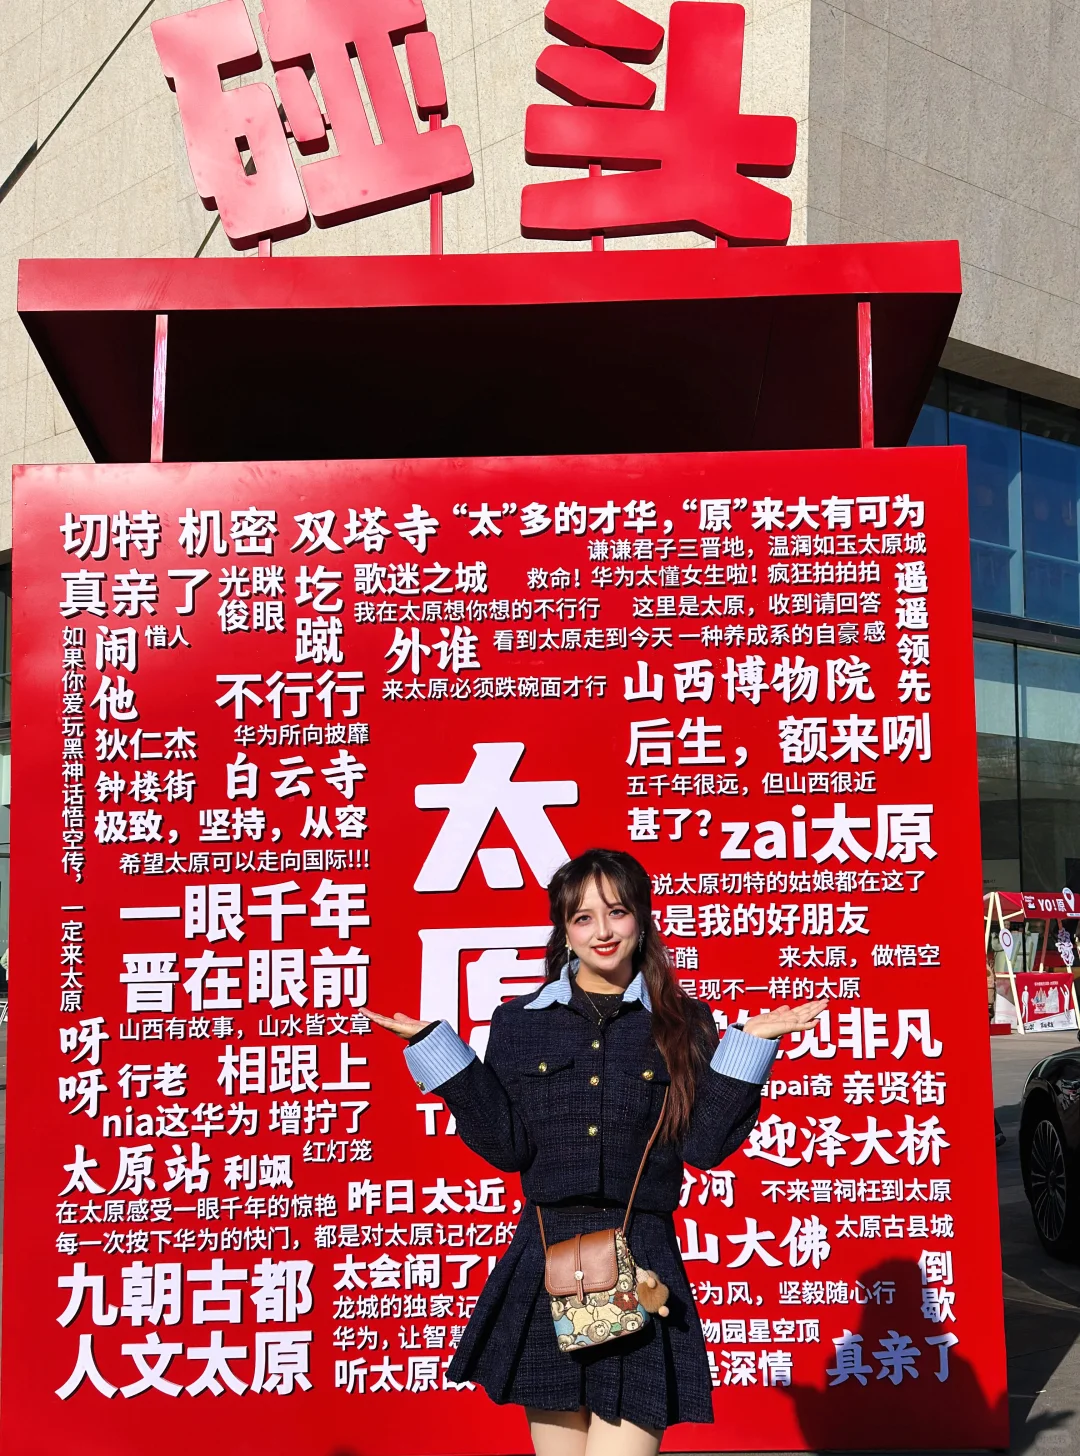 碰头
切特 机密 双塔寺 “太”多的才华，“原”来大有可为
谦谦君子三晋地，温润如玉太原城
真亲了 光眯 圪 歌迷之城 救命！华为太懂女生啦！疯狂拍拍拍
俊眼 蹴 我在太原想你想的不行行 这里是太原，收到请回答
遥遥领先
如果你爱玩黑神话悟空传，一定来太原
闹 惜人 外谁 看到太原走到今天 一种养成系的自豪感
他 不行行 来太原必须跌碗面才行 山西博物院
狄仁杰 华为所向披靡 后生，额来咧
钟楼街 白云寺 五千年很远，但山西很近
极致，坚持，从容 甚了? zai太原
希望太原可以走向国际!!!
说太原切特的姑娘都在这了
一眼千年 是我的好朋友
晋在眼前 醋 来太原，做悟空
呈现不一样的太原
太原
呀呀 山西有故事，山水皆文章 见非凡
行老 相跟上 pai奇 亲贤街
nia这华为 增拧了 迎泽大桥
太原站 利飒 红灯笼
在太原感受一眼千年的惊艳 昨日太近， 河 不来晋祠枉到太原
每一次按下华为的快门，都是对太原记忆的 山大佛 太原古县城
九朝古都 太会闹了! 倒歇
龙城的独家记 为风，坚毅随心行
人文太原 华为，让智慧 物园星空顶
听太原故 是深情 真亲了
YO!原